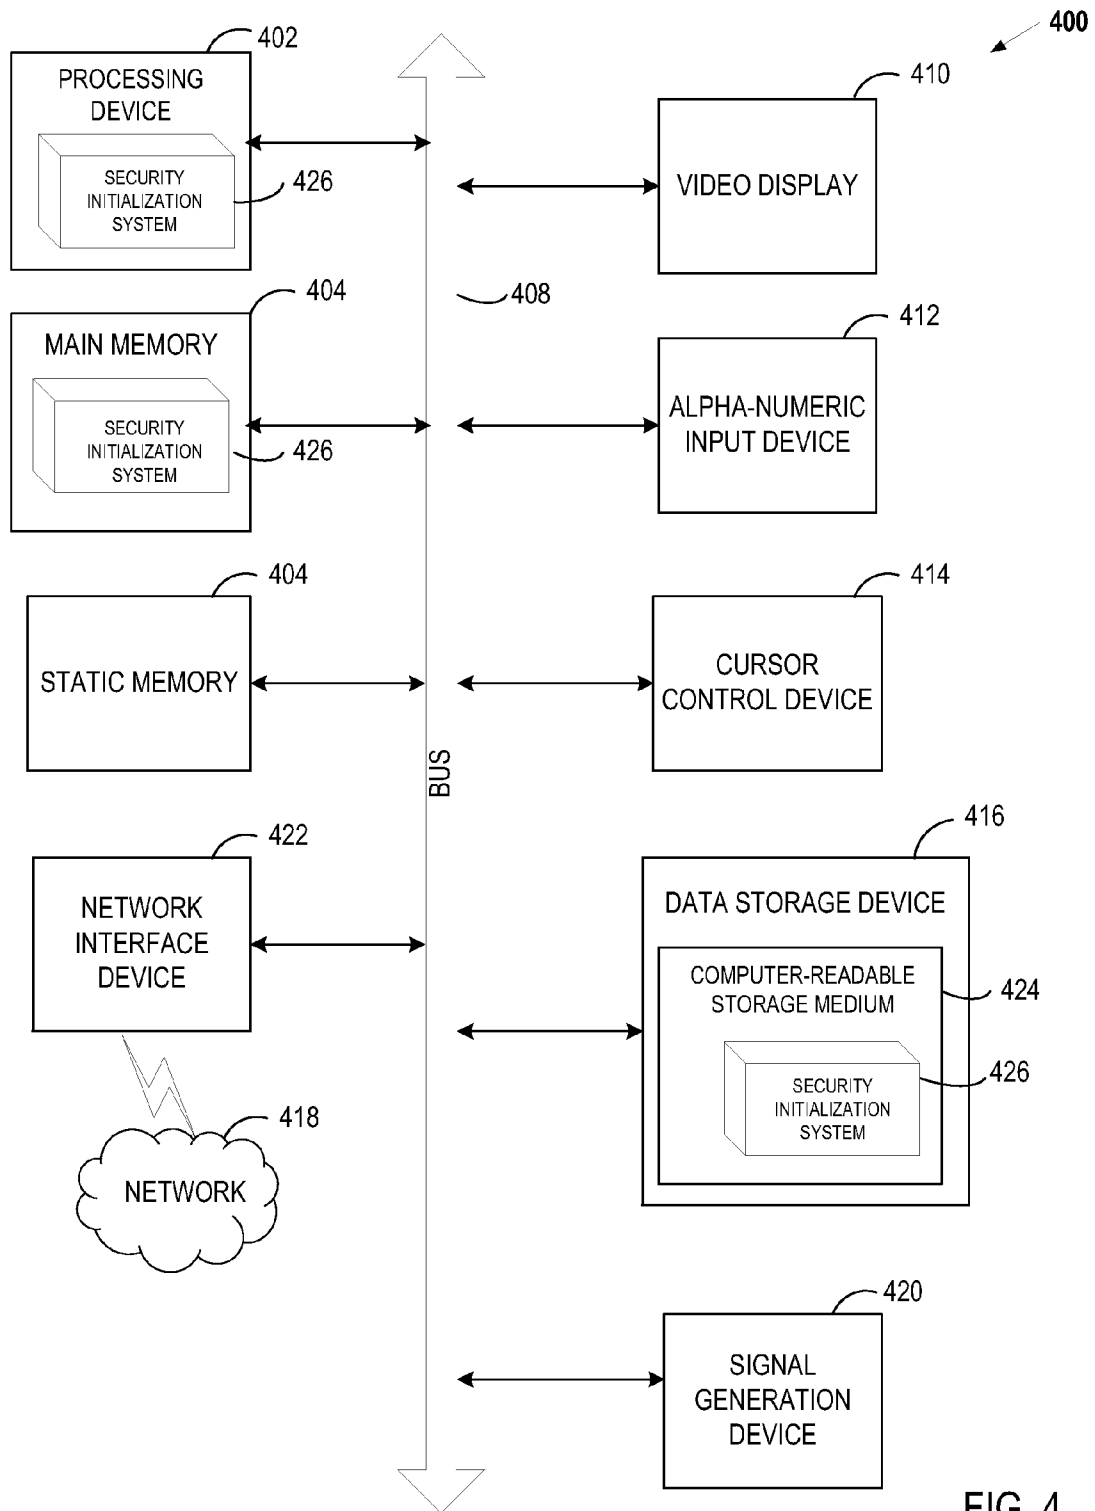 400
402
PROCESSING
DEVICE
SECURITY
INITIALIZATION
SYSTEM
426
410
VIDEO DISPLAY
408
404
MAIN MEMORY
SECURITY
INITIALIZATION
SYSTEM
426
412
ALPHA-NUMERIC
INPUT DEVICE
404
STATIC MEMORY
414
CURSOR
CONTROL DEVICE
BUS
422
NETWORK
INTERFACE
DEVICE
416
DATA STORAGE DEVICE
COMPUTER-READABLE
STORAGE MEDIUM
424
SECURITY
INITIALIZATION
SYSTEM
426
418
NETWORK
420
SIGNAL
GENERATION
DEVICE
FIG. 4